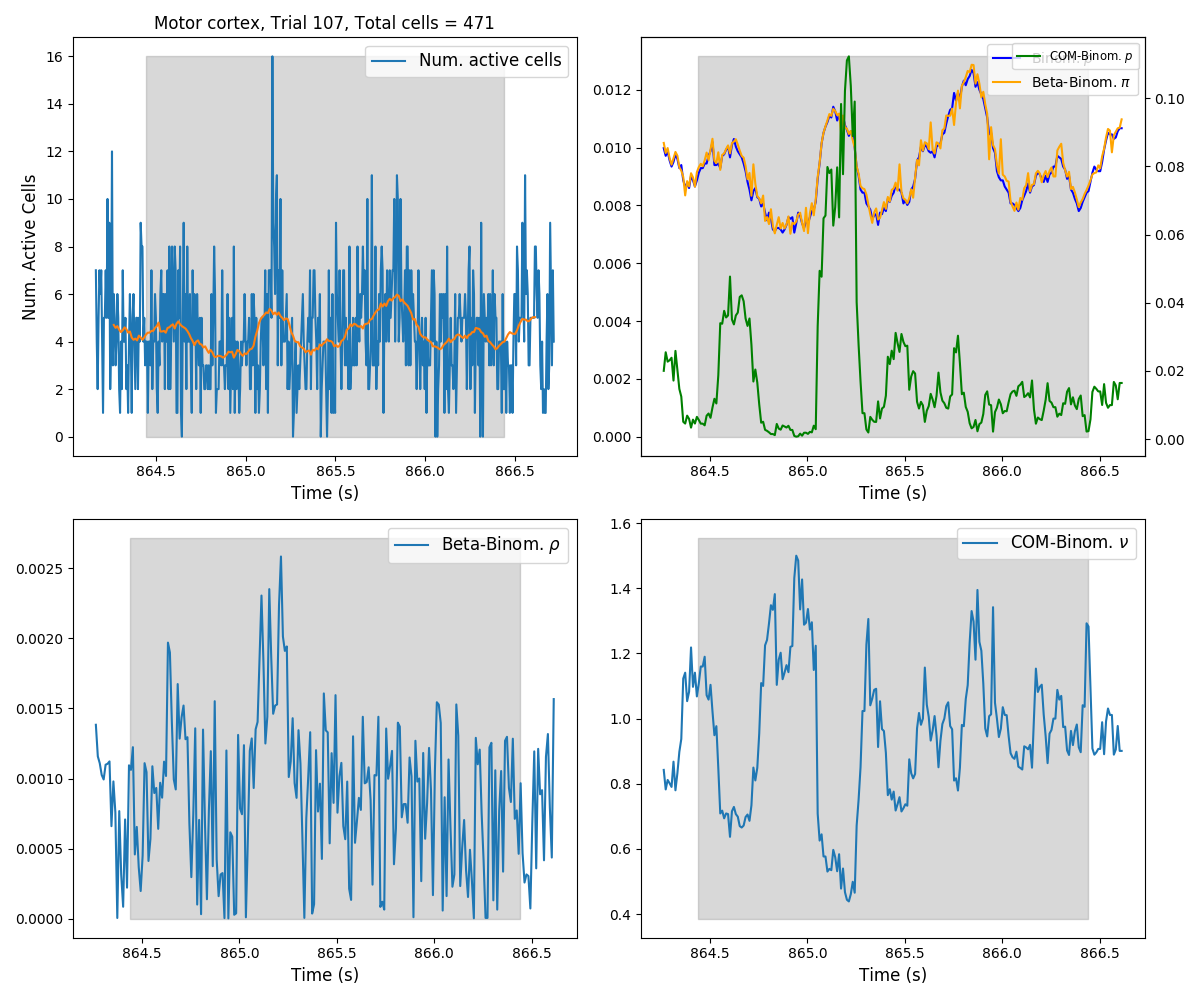 Motor cortex, Trial 107, Total cells = 471
Num. Active Cells
16
14
12
10
8
6
4
2
0
Num. active cells
864.5 865.0 865.5 866.0 866.5
Time (s)
0.012
0.010
0.008
0.006
0.004
0.002
0.000
COM-Binom. p
Beta-Binom. π
0.10
0.08
0.06
0.04
0.02
0.00
864.5 865.0 865.5 866.0 866.5
Time (s)
0.0025
0.0020
0.0015
0.0010
0.0005
0.0000
Beta-Binom. ρ
864.5 865.0 865.5 866.0 866.5
Time (s)
1.6
1.4
1.2
1.0
0.8
0.6
0.4
COM-Binom. ν
864.5 865.0 865.5 866.0 866.5
Time (s)